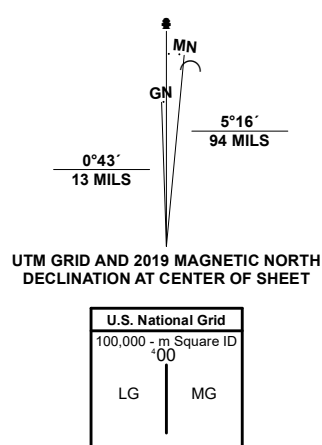 MN
GN
5°16´
94 MILS
0°43´
13 MILS
UTM GRID AND 2019 MAGNETIC NORTH
DECLINATION AT CENTER OF SHEET
U.S. National Grid
100,000 - m Square ID
⁴00
LG MG